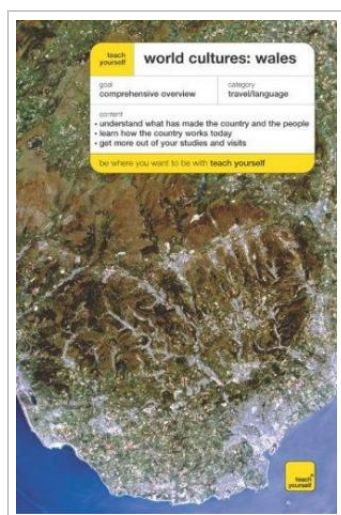 teach
yourself
world cultures: wales
goal
comprehensive overview
category
travel/language
content
• understand what has made the country and the people
• learn how the country works today
• get more out of your studies and visits
be where you want to be with teach yourself
teach
yourself